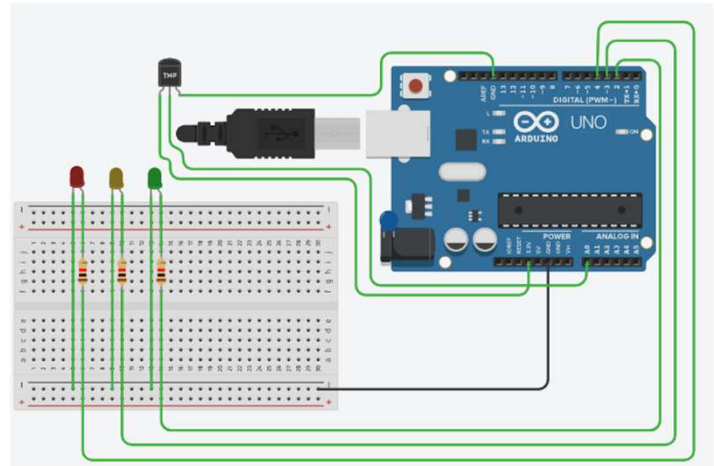 TMP
AREF
GND
13
12
~11
~10
~9
8
7
~6
~5
4
~3
2
TX→1
RX←0
DIGITAL (PWM~)
L
TX
RX
UNO
ARDUINO
ON
POWER
ANALOG IN
IOREF
RESET
3.3V
5V
GND
GND
Vin
A0
A1
A2
A3
A4
A5